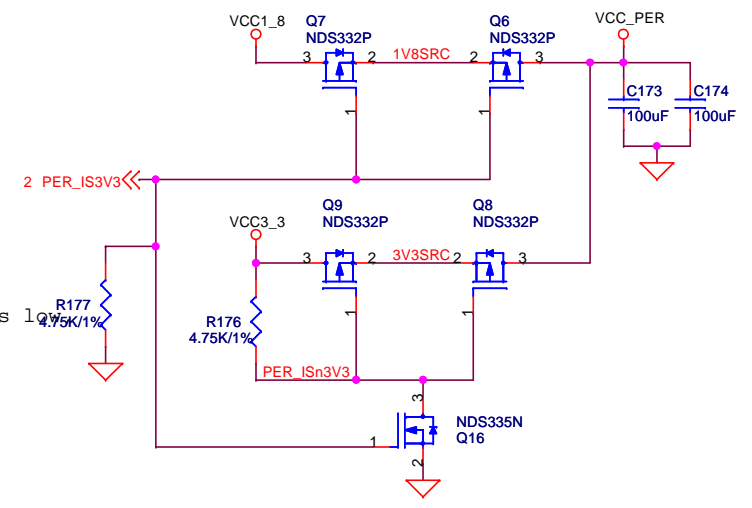 VCC1_8
Q7
NDS332P
Q6
NDS332P
VCC_PER
3
2
1V8SRC
2
3
1
1
C173
100uF
C174
100uF
2 PER_IS3V3
VCC3_3
Q9
NDS332P
Q8
NDS332P
3
2
3V3SRC
2
3
1
1
R177
4.75K/1%
s low
R176
4.75K/1%
PER_ISn3V3
3
NDS335N
Q16
1
2